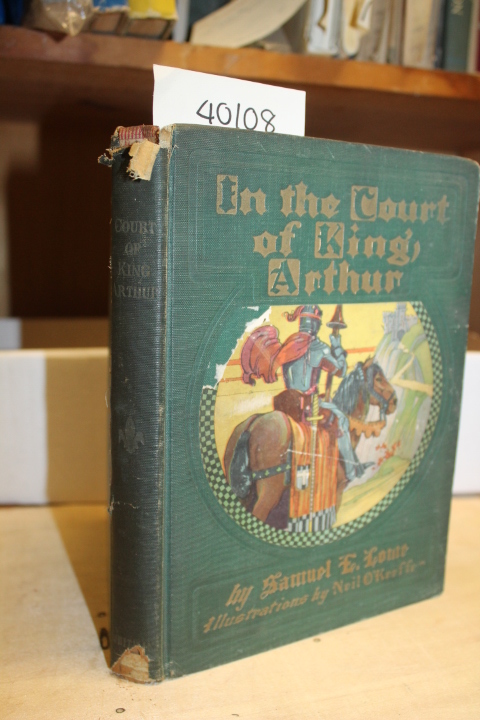 40108
In the Court
of King
Arthur
by Samuel E. Lowe
Illustrations by Neil O'Keeffe
COURT
OF
KING
ARTHUR